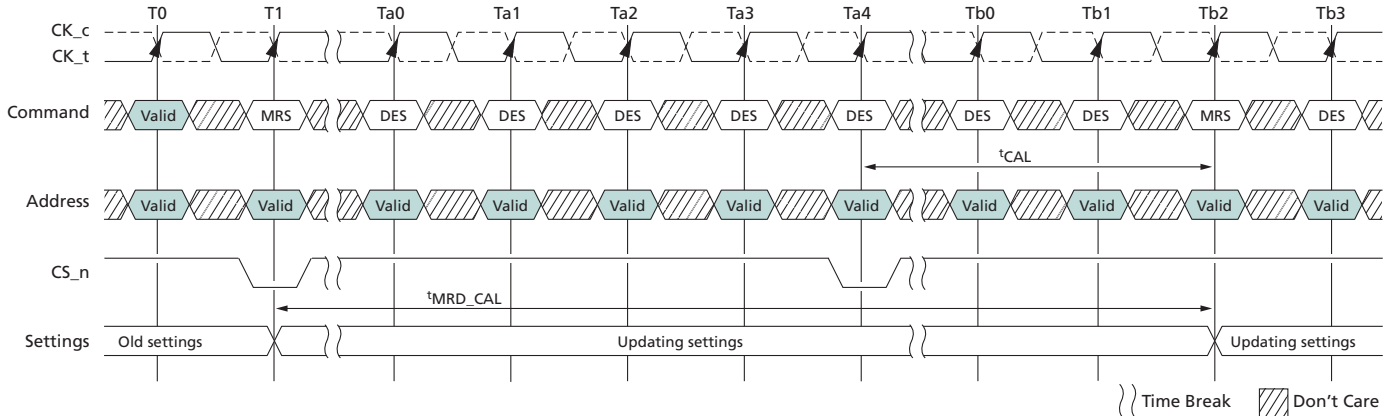 T0 T1 Ta0 Ta1 Ta2 Ta3 Ta4 Tb0 Tb1 Tb2 Tb3
CK_c
CK_t
Command Valid MRS DES DES DES DES DES DES DES MRS DES
tCAL
Address Valid Valid Valid Valid Valid Valid Valid Valid Valid Valid Valid
CS_n
tMRD_CAL
Settings Old settings Updating settings Updating settings
Time Break Don't Care